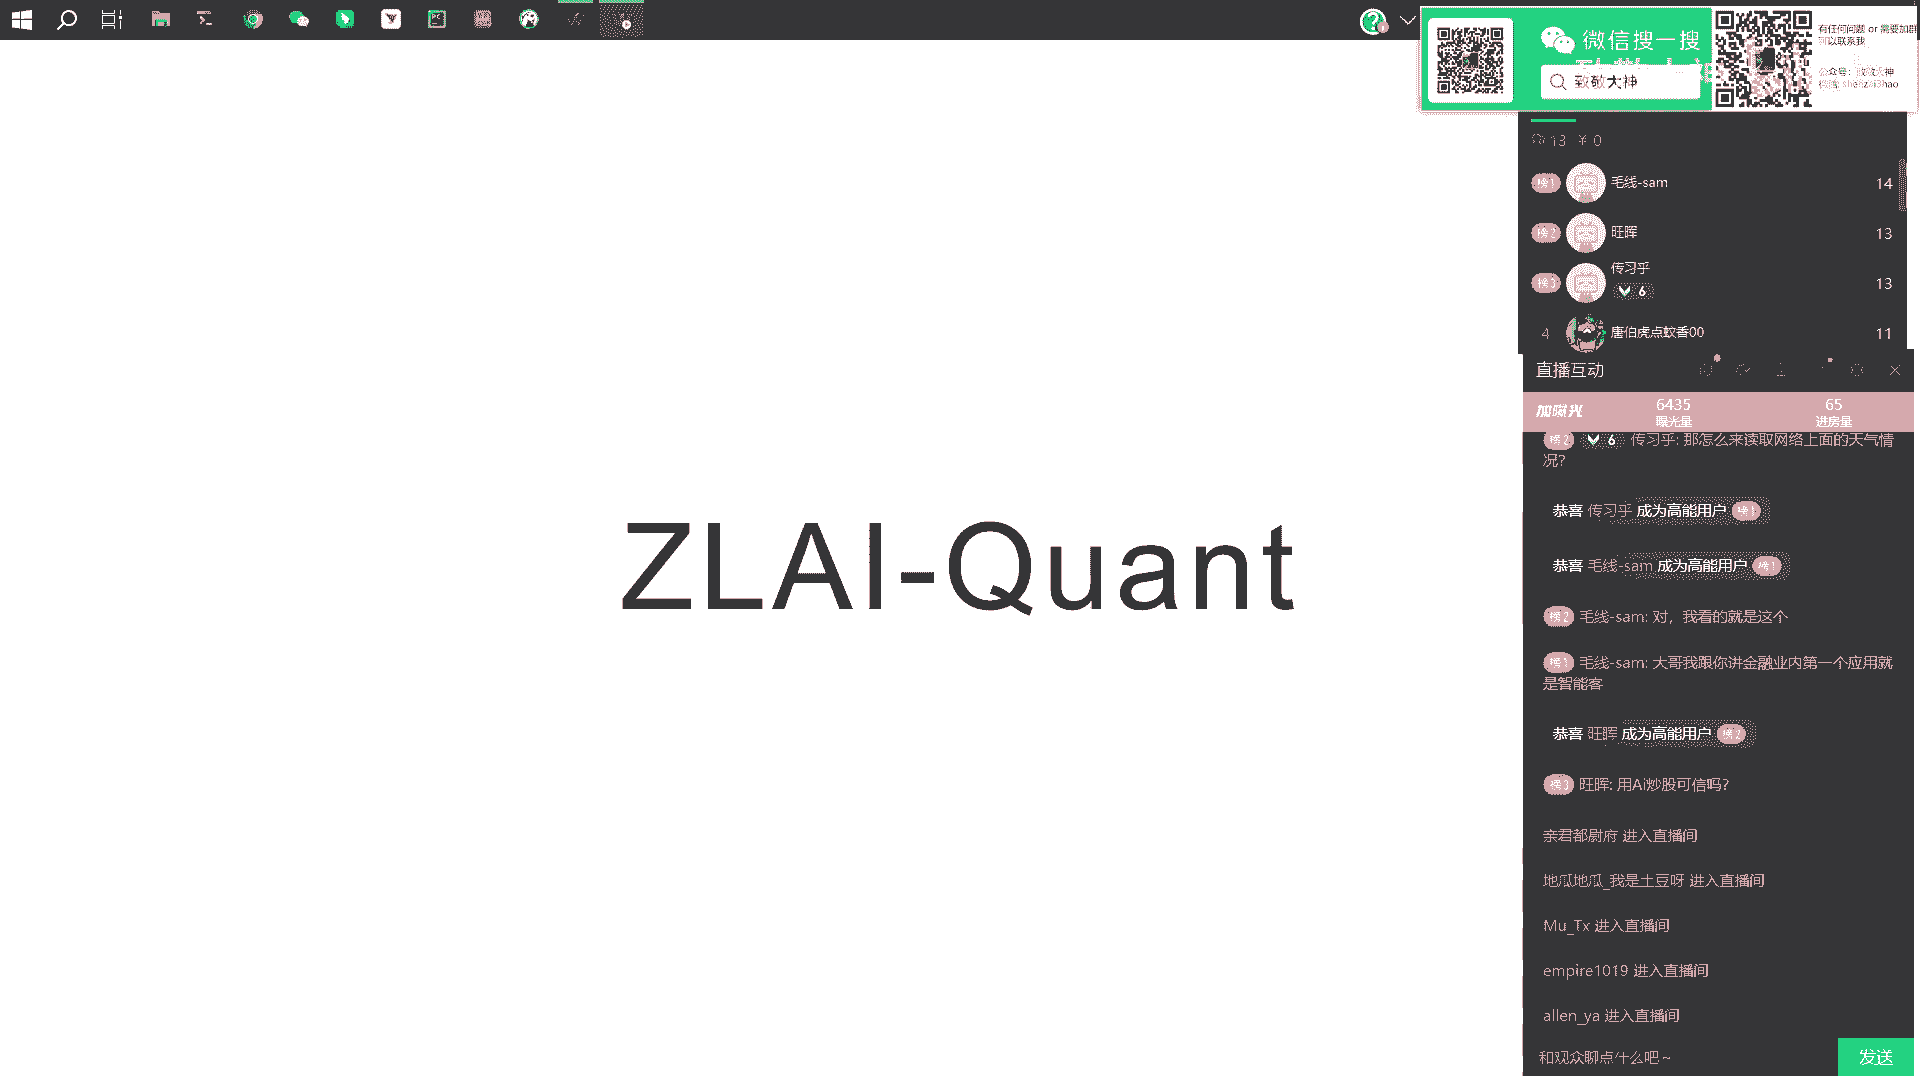 微信搜一搜
致敬大神
有任何问题 or 需要加群
可以联系我
公众号：致敬大神
13 ￥ 0
榜1 毛线-sam 14
榜2 旺晖 13
榜3 传习乎 13
6
4 唐伯虎点蚊香00 11
直播互动
加曝光
6435
曝光量
65
进房量
榜2 6 传习乎: 那怎么来读取网络上面的天气情
况?
恭喜 传习乎 成为高能用户 榜1
恭喜 毛线-sam 成为高能用户 榜1
榜2 毛线-sam: 对，我看的就是这个
榜1 毛线-sam: 大哥我跟你讲金融业内第一个应用就
是智能客
恭喜 旺晖 成为高能用户 榜2
榜3 旺晖: 用Ai炒股可信吗?
亲君都尉府 进入直播间
地瓜地瓜_我是土豆呀 进入直播间
Mu_Tx 进入直播间
empire1019 进入直播间
allen_ya 进入直播间
和观众聊点什么吧~
发送
ZLAI-Quant